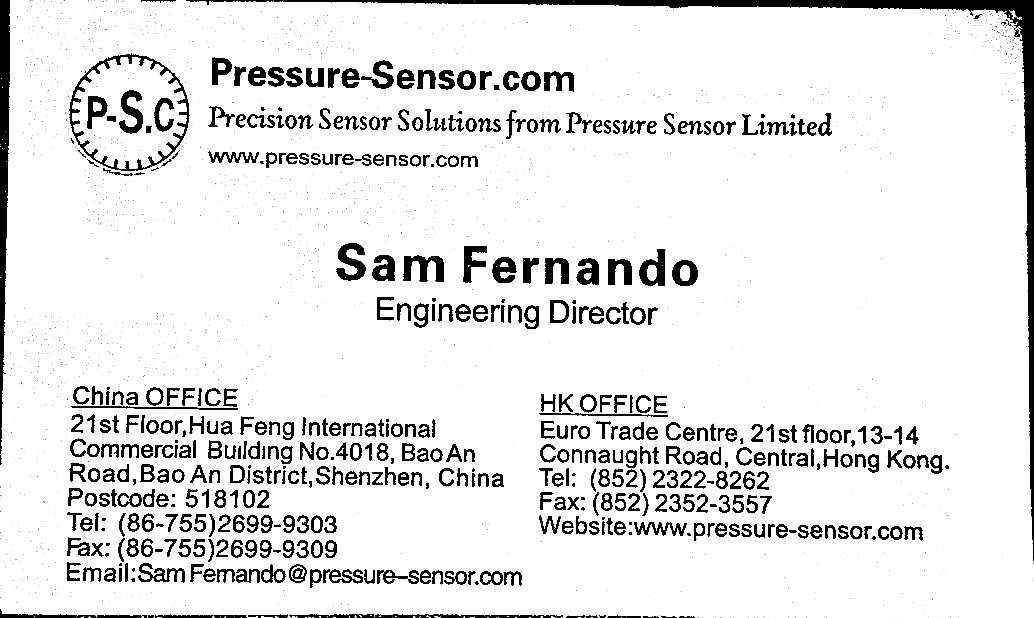 P-S.C
Pressure-Sensor.com
Precision Sensor Solutions from Pressure Sensor Limited
www.pressure-sensor.com
Sam Fernando
Engineering Director
China OFFICE
21st Floor,Hua Feng International
Commercial Building No.4018, Bao An
Road,Bao An District,Shenzhen, China
Postcode: 518102
Tel: (86-755)2699-9303
Fax: (86-755)2699-9309
Email:Sam Fernando@pressure-sensor.com
HK OFFICE
Euro Trade Centre, 21st floor,13-14
Connaught Road, Central,Hong Kong.
Tel: (852) 2322-8262
Fax: (852) 2352-3557
Website:www.pressure-sensor.com